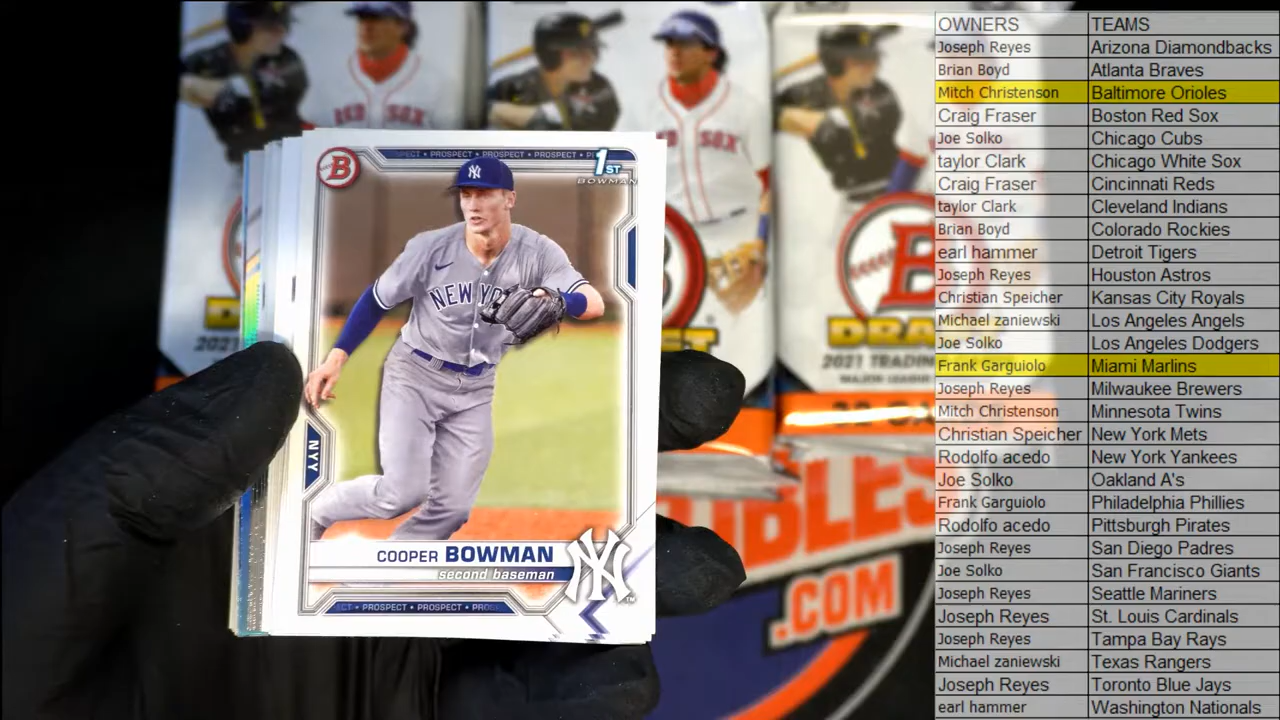 RED SOX
SOX
PROSPECT • PROSPECT • PROSPECT
B
1ST
BOWMAN
NY
NEW YO
NYY
COOPER BOWMAN
second baseman
NY
TM
PROSPECT • PROSPECT
2021
B
DRAFT
2021 TRADIN
MAJOR LEAGUE
IBLES
.COM
OWNERS TEAMS
Joseph Reyes Arizona Diamondbacks
Brian Boyd Atlanta Braves
Mitch Christenson Baltimore Orioles
Craig Fraser Boston Red Sox
Joe Solko Chicago Cubs
taylor Clark Chicago White Sox
Craig Fraser Cincinnati Reds
taylor Clark Cleveland Indians
Brian Boyd Colorado Rockies
earl hammer Detroit Tigers
Joseph Reyes Houston Astros
Christian Speicher Kansas City Royals
Michael zaniewski Los Angeles Angels
Joe Solko Los Angeles Dodgers
Frank Garguiolo Miami Marlins
Joseph Reyes Milwaukee Brewers
Mitch Christenson Minnesota Twins
Christian Speicher New York Mets
Rodolfo acedo New York Yankees
Joe Solko Oakland A's
Frank Garguiolo Philadelphia Phillies
Rodolfo acedo Pittsburgh Pirates
Joseph Reyes San Diego Padres
Joe Solko San Francisco Giants
Joseph Reyes Seattle Mariners
Joseph Reyes St. Louis Cardinals
Joseph Reyes Tampa Bay Rays
Michael zaniewski Texas Rangers
Joseph Reyes Toronto Blue Jays
earl hammer Washington Nationals